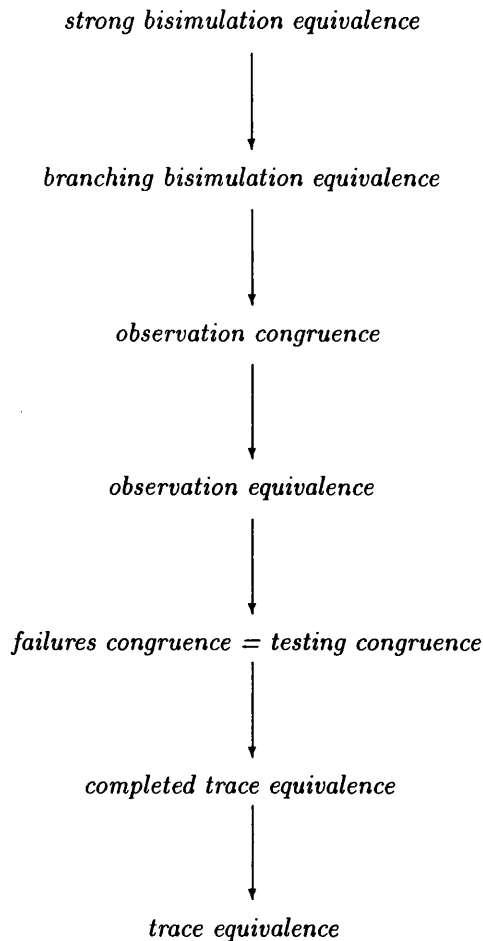 strong bisimulation equivalence
branching bisimulation equivalence
observation congruence
observation equivalence
failures congruence = testing congruence
completed trace equivalence
trace equivalence